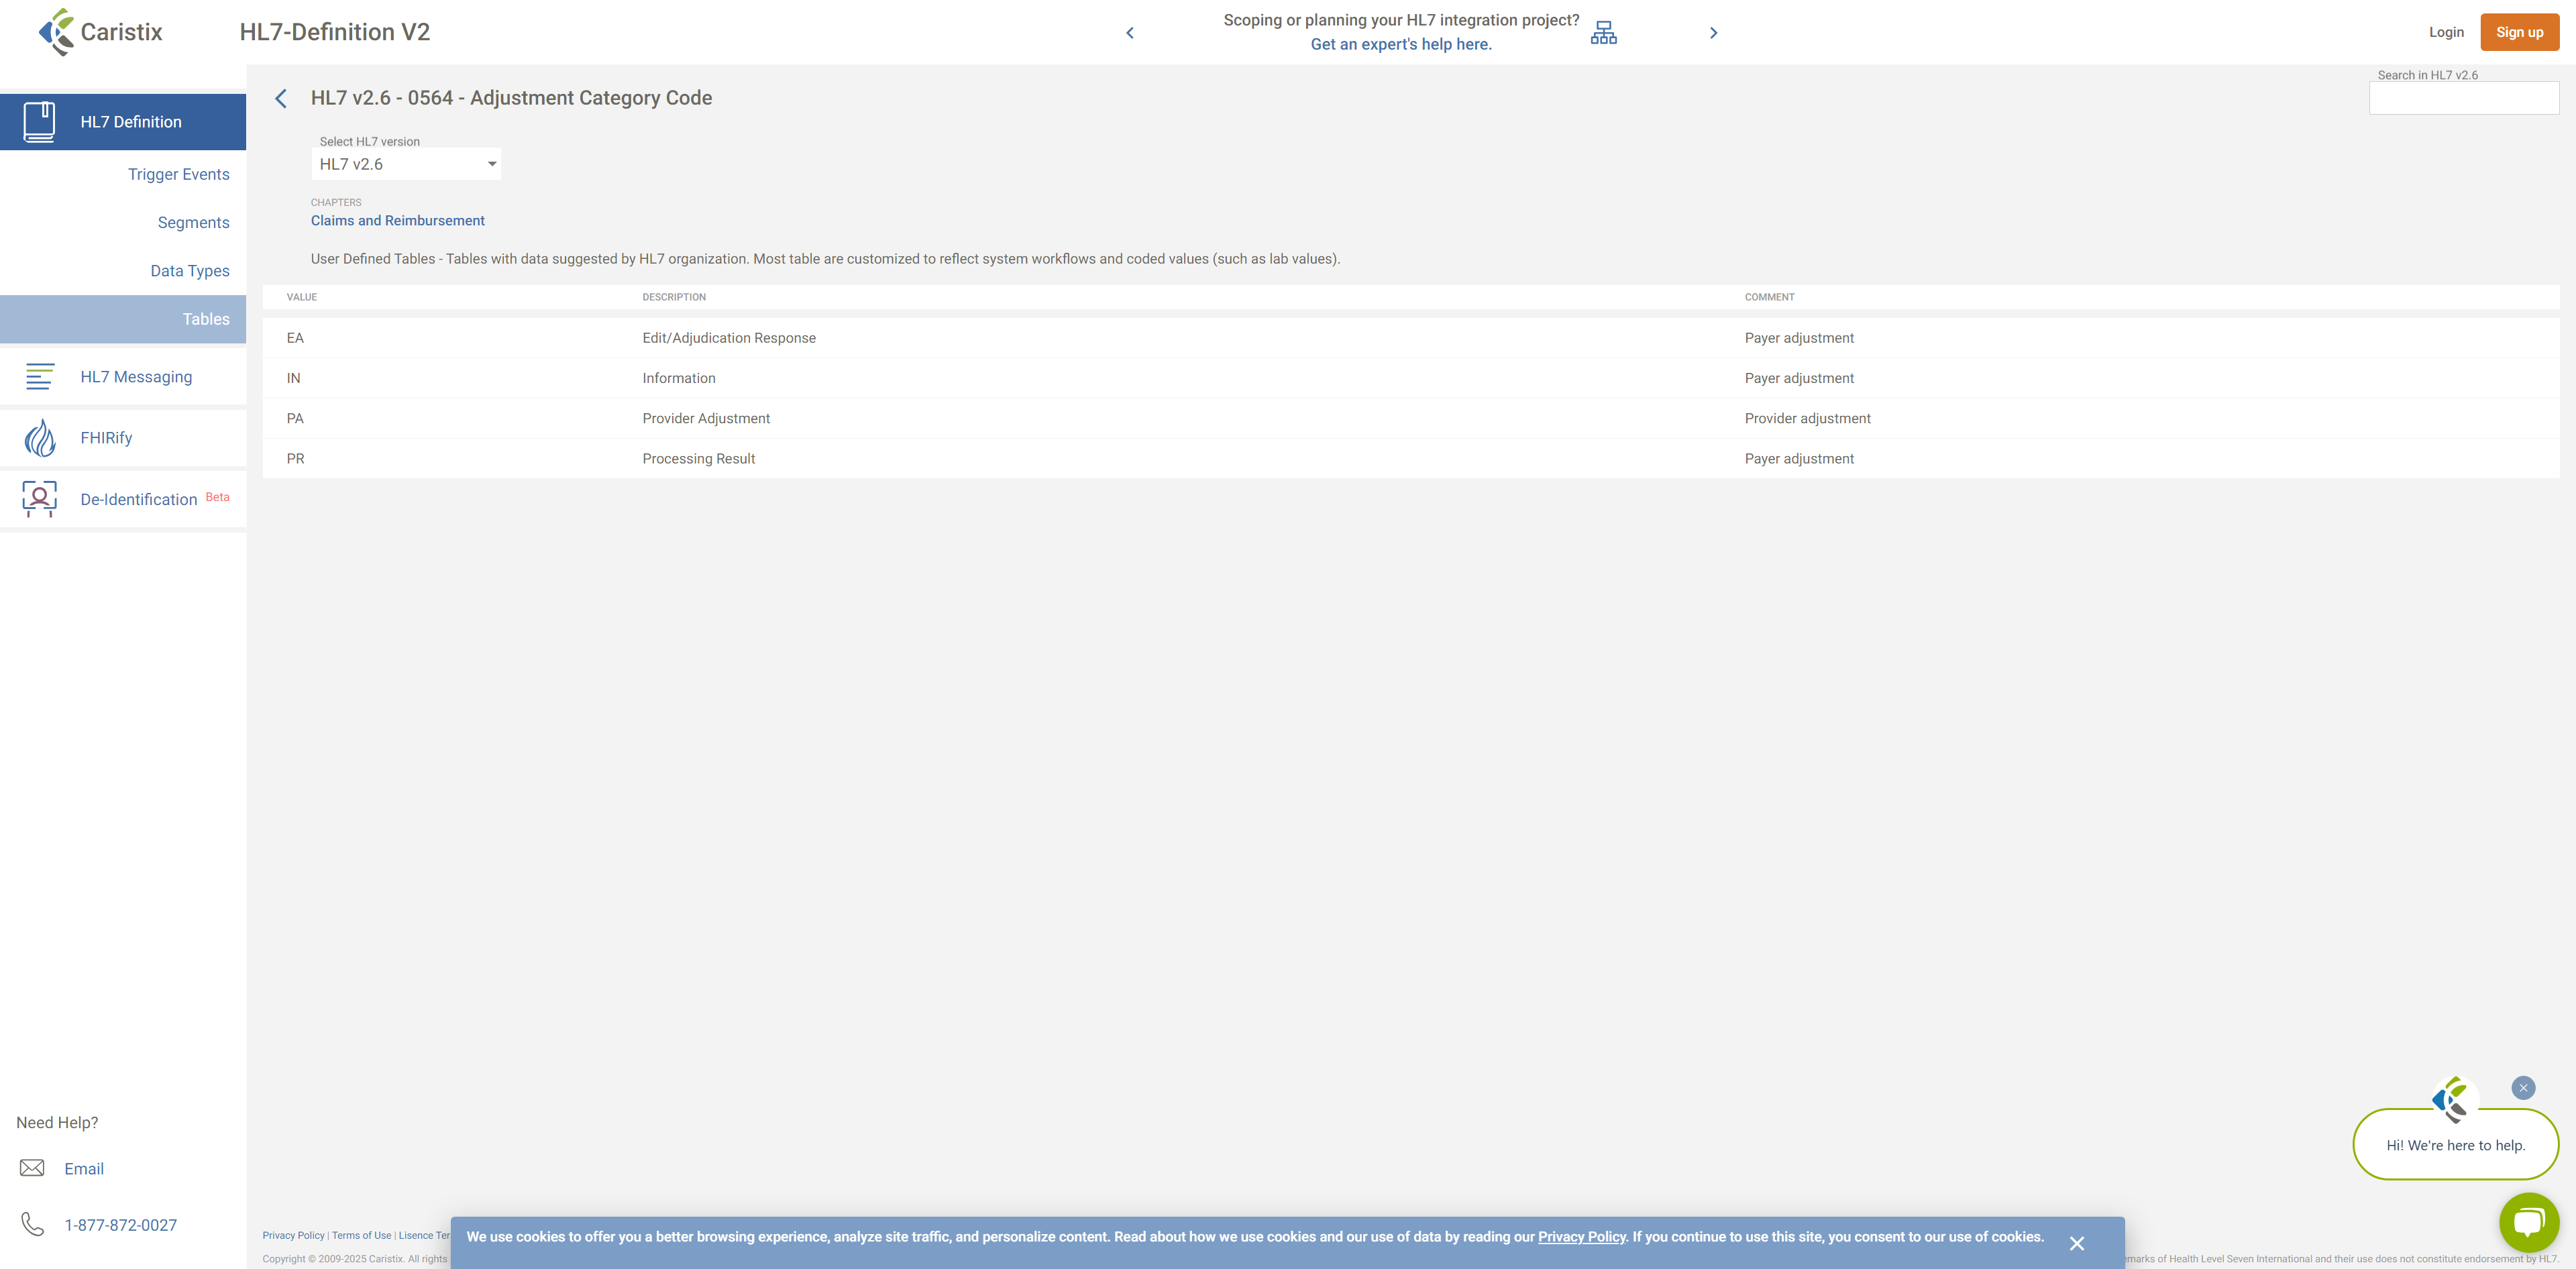 Caristix
HL7-Definition V2
Scoping or planning your HL7 integration project?
Get an expert's help here.
Login
Sign up
HL7 Definition
Trigger Events
Segments
Data Types
Tables
HL7 Messaging
FHIRify
De-Identification Beta
Need Help?
Email
1-877-872-0027
HL7 v2.6 - 0564 - Adjustment Category Code
Search in HL7 v2.6
Select HL7 version
HL7 v2.6
CHAPTERS
Claims and Reimbursement
User Defined Tables - Tables with data suggested by HL7 organization. Most table are customized to reflect system workflows and coded values (such as lab values).
VALUE DESCRIPTION COMMENT
EA Edit/Adjudication Response Payer adjustment
IN Information Payer adjustment
PA Provider Adjustment Provider adjustment
PR Processing Result Payer adjustment
Hi! We're here to help.
Privacy Policy | Terms of Use | Lisence
We use cookies to offer you a better browsing experience, analyze site traffic, and personalize content. Read about how we use cookies and our use of data by reading our Privacy Policy. If you continue to use this site, you consent to our use of cookies.
Copyright © 2009-2025 Caristix. All rights
of Health Level Seven International and their use does not constitute endorsement by HL7.